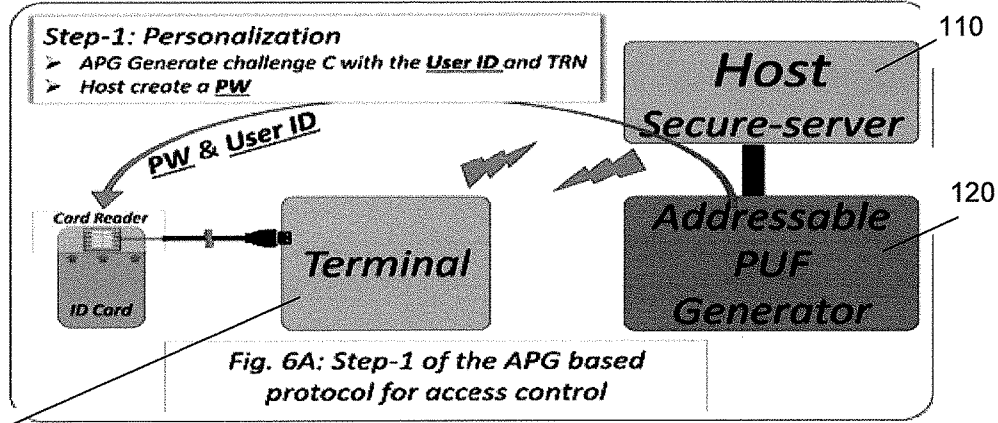 Step-1: Personalization
➢ APG Generate challenge C with the User ID and TRN
➢ Host create a PW
110
Host
Secure-server
PW & User ID
120
Addressable
PUF
Generator
Card Reader
ID Card
Terminal
Fig. 6A: Step-1 of the APG based
protocol for access control